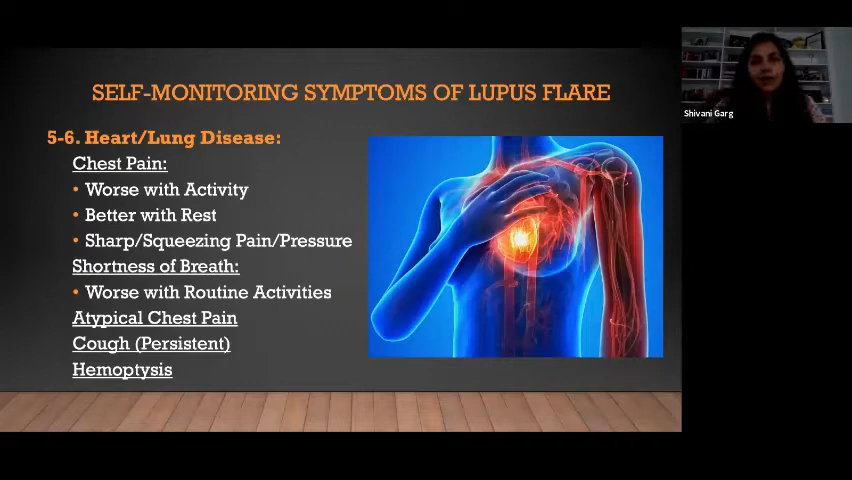 SELF-MONITORING SYMPTOMS OF LUPUS FLARE
5-6. Heart/Lung Disease:
Chest Pain:
• Worse with Activity
• Better with Rest
• Sharp/Squeezing Pain/Pressure
Shortness of Breath:
• Worse with Routine Activities
Atypical Chest Pain
Cough (Persistent)
Hemoptysis
Shivani Garg